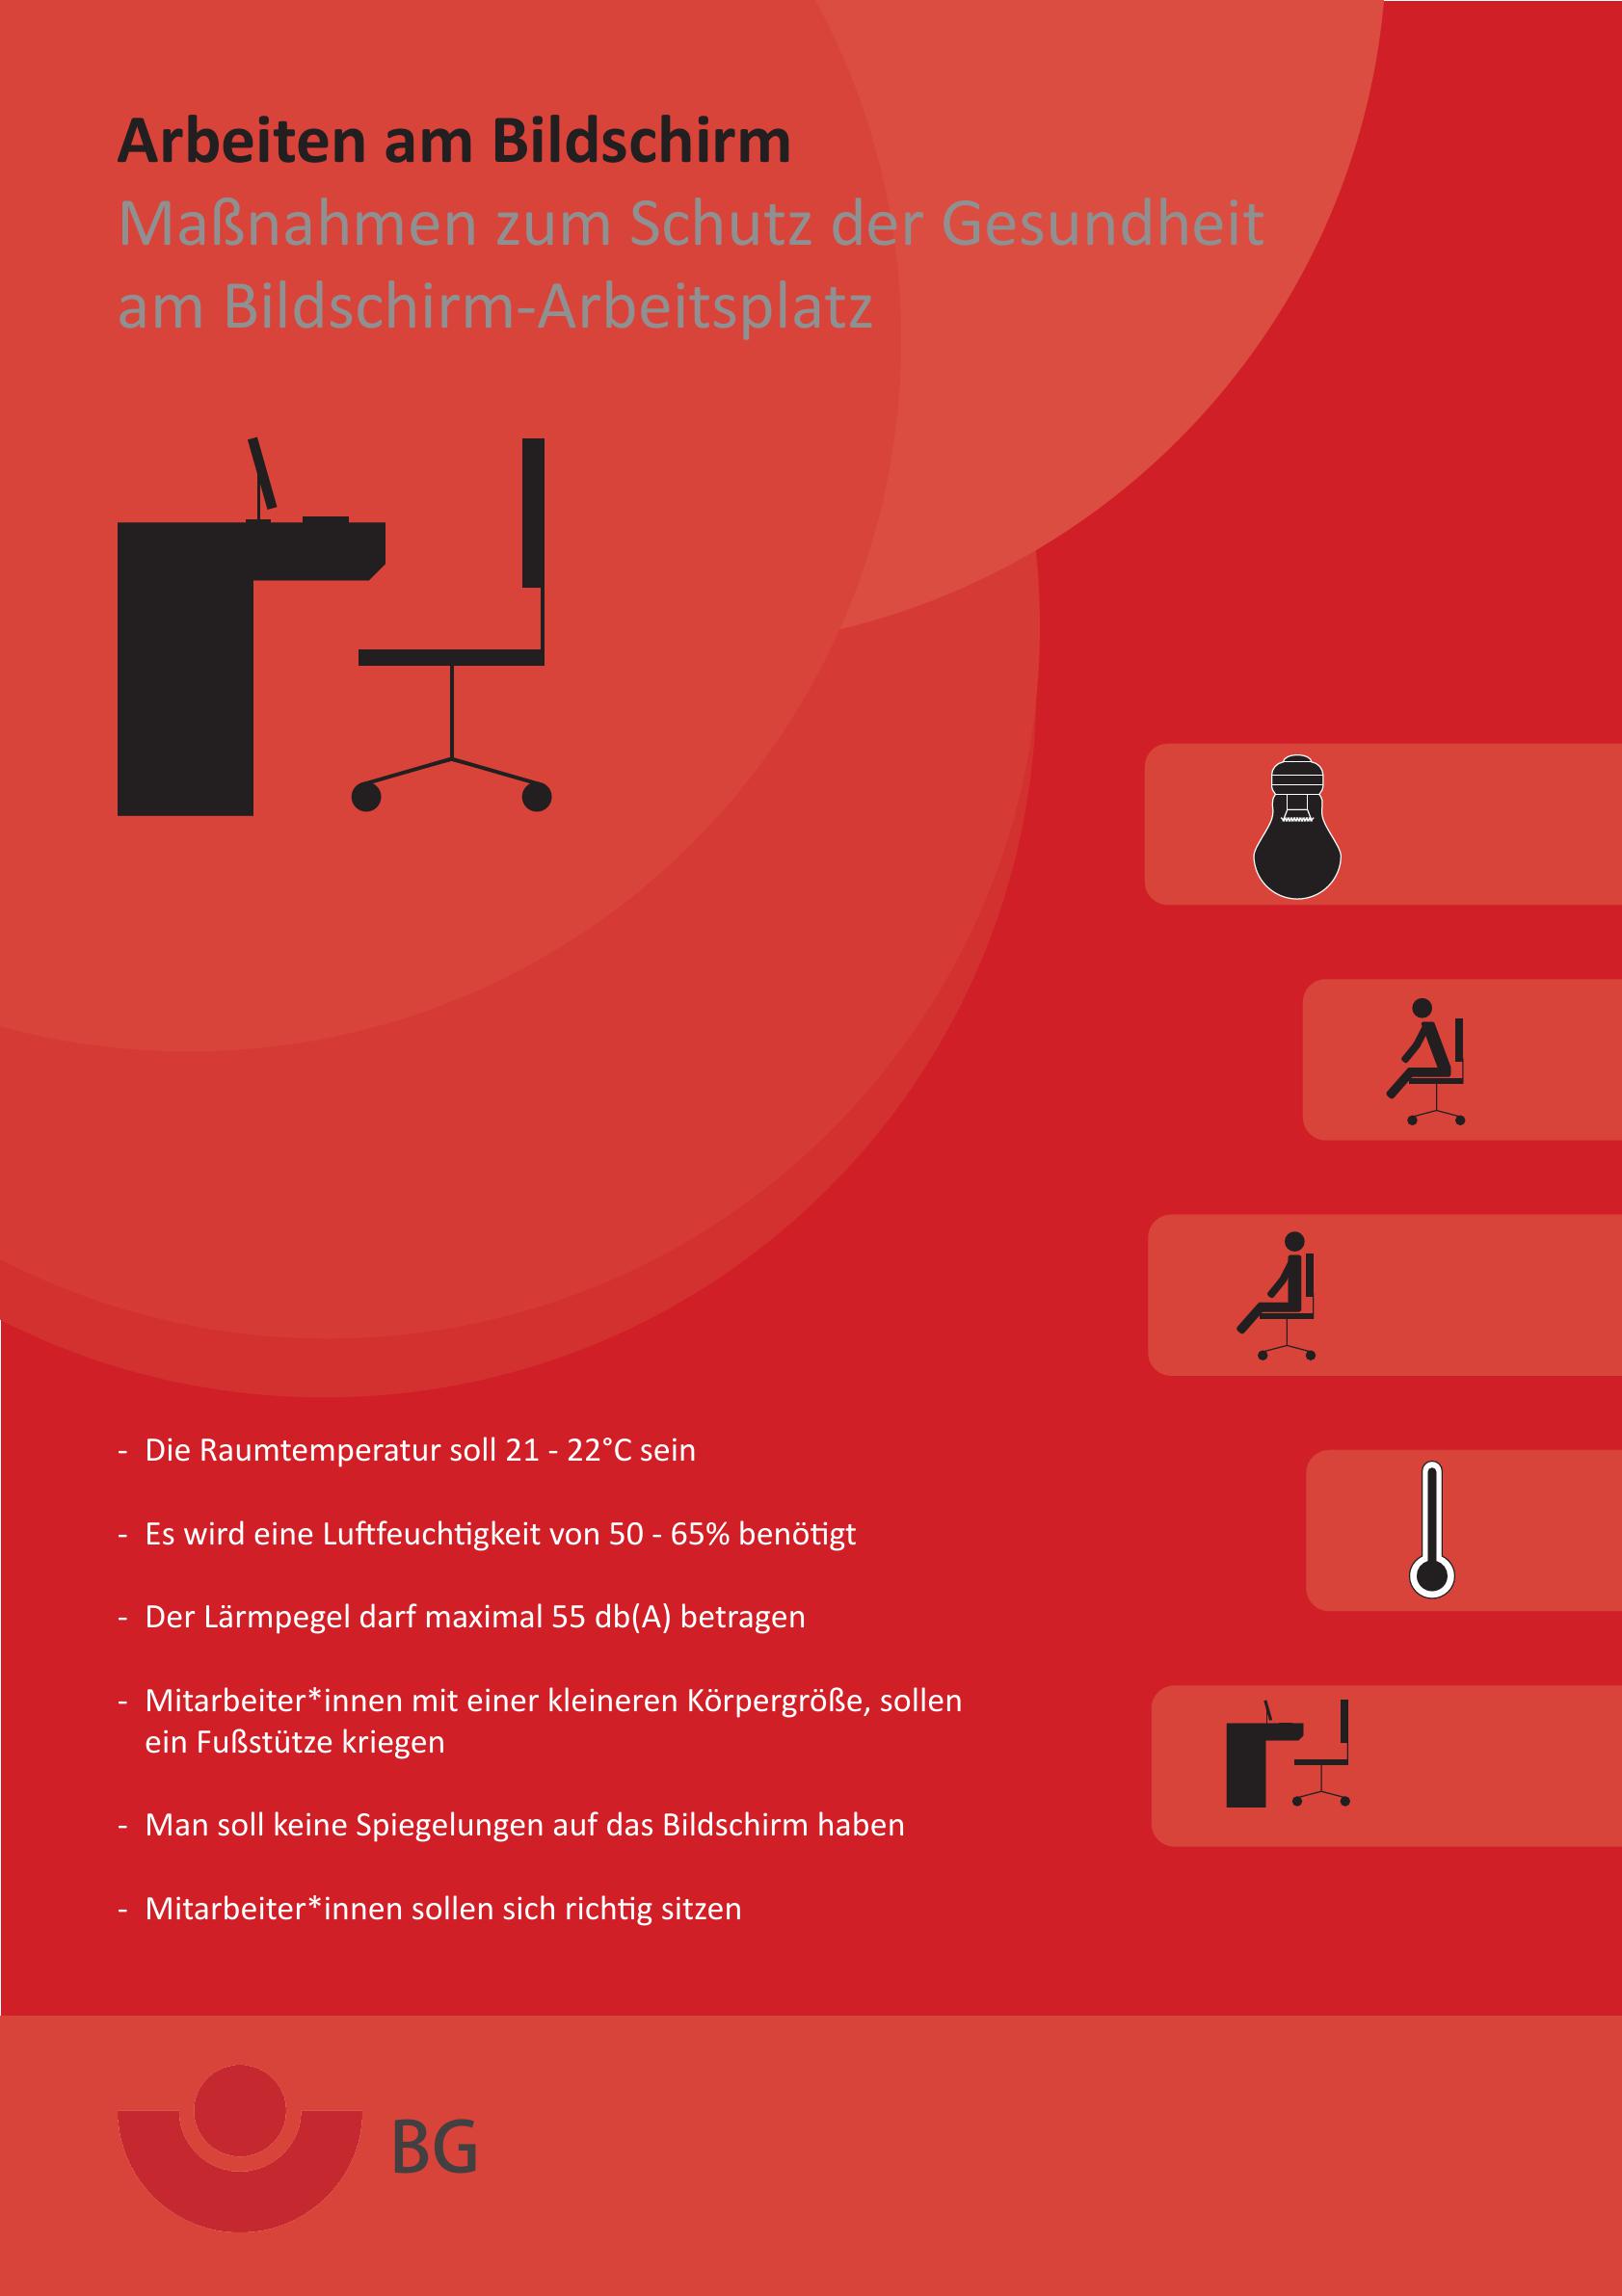 Arbeiten am Bildschirm
Maßnahmen zum Schutz der Gesundheit
am Bildschirm-Arbeitsplatz
- Die Raumtemperatur soll 21 - 22°C sein
- Es wird eine Luftfeuchtigkeit von 50 - 65% benötigt
- Der Lärmpegel darf maximal 55 db(A) betragen
- Mitarbeiter*innen mit einer kleineren Körpergröße, sollen
ein Fußstütze kriegen
- Man soll keine Spiegelungen auf das Bildschirm haben
- Mitarbeiter*innen sollen sich richtig sitzen
BG